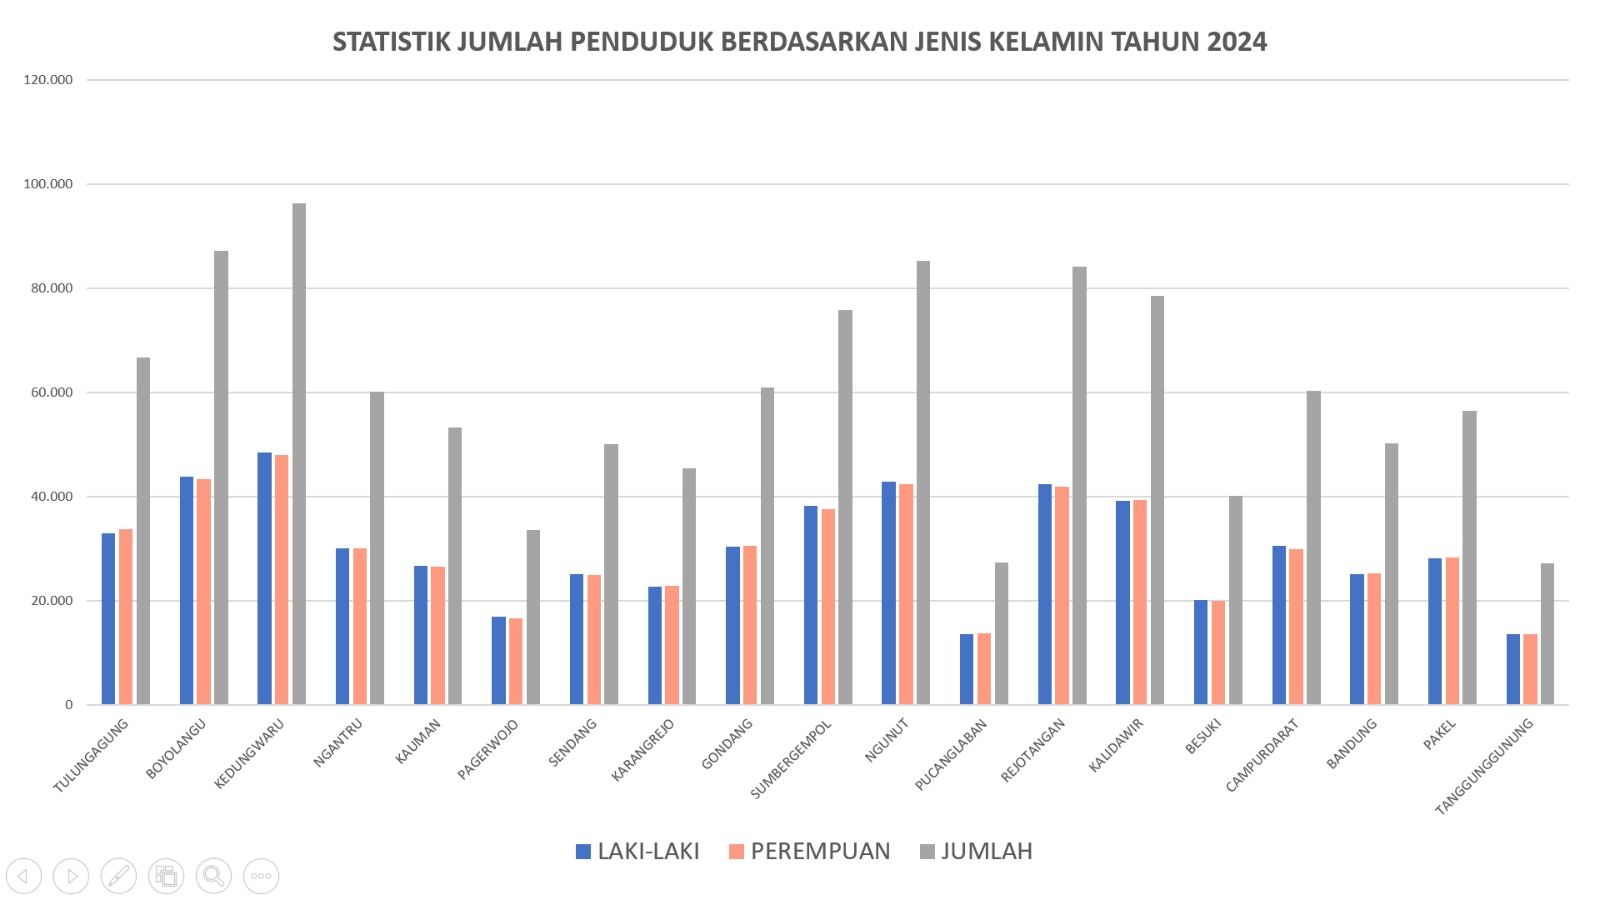 STATISTIK JUMLAH PENDUDUK BERDASARKAN JENIS KELAMIN TAHUN 2024
120.000
100.000
80.000
60.000
40.000
20.000
0
TULUNGAGUNG
BOYOLANGU
KEDUNGWARU
NGANTRU
KAUMAN
PAGERWOJO
SENDANG
KARANGREJO
GONDANG
SUMBERGEMPOL
NGUNUT
PUCANGLABAN
REJOTANGAN
KALIDAWIR
BESUKI
CAMPURDARAT
BANDUNG
PAKEL
TANGGUNGGUNUNG
LAKI-LAKI PEREMPUAN JUMLAH